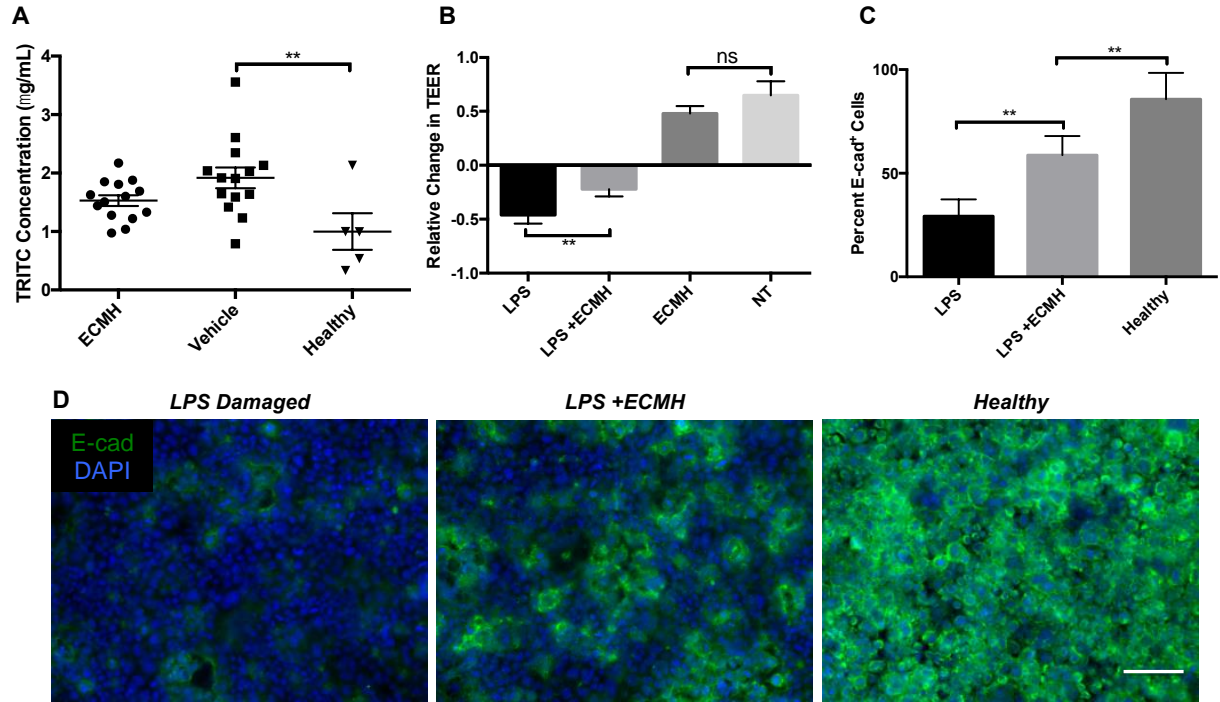 A
TRITC Concentration (mg/mL)
4
3
2
1
0
**
ECMH
Vehicle
Healthy
B
Relative Change in TEER
1.0
0.5
0.0
-0.5
-1.0
ns
**
LPS
LPS +ECMH
ECMH
NT
C
Percent E-cad+ Cells
100
50
0
**
**
LPS
LPS +ECMH
Healthy
D
LPS Damaged
LPS +ECMH
Healthy
E-cad
DAPI